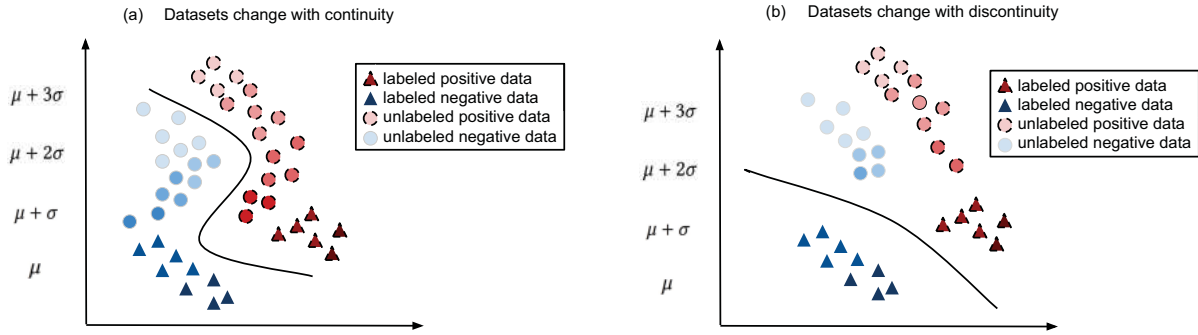 (a) Datasets change with continuity
μ + 3σ
μ + 2σ
μ + σ
μ
labeled positive data
labeled negative data
unlabeled positive data
unlabeled negative data
(b) Datasets change with discontinuity
μ + 3σ
μ + 2σ
μ + σ
μ
labeled positive data
labeled negative data
unlabeled positive data
unlabeled negative data